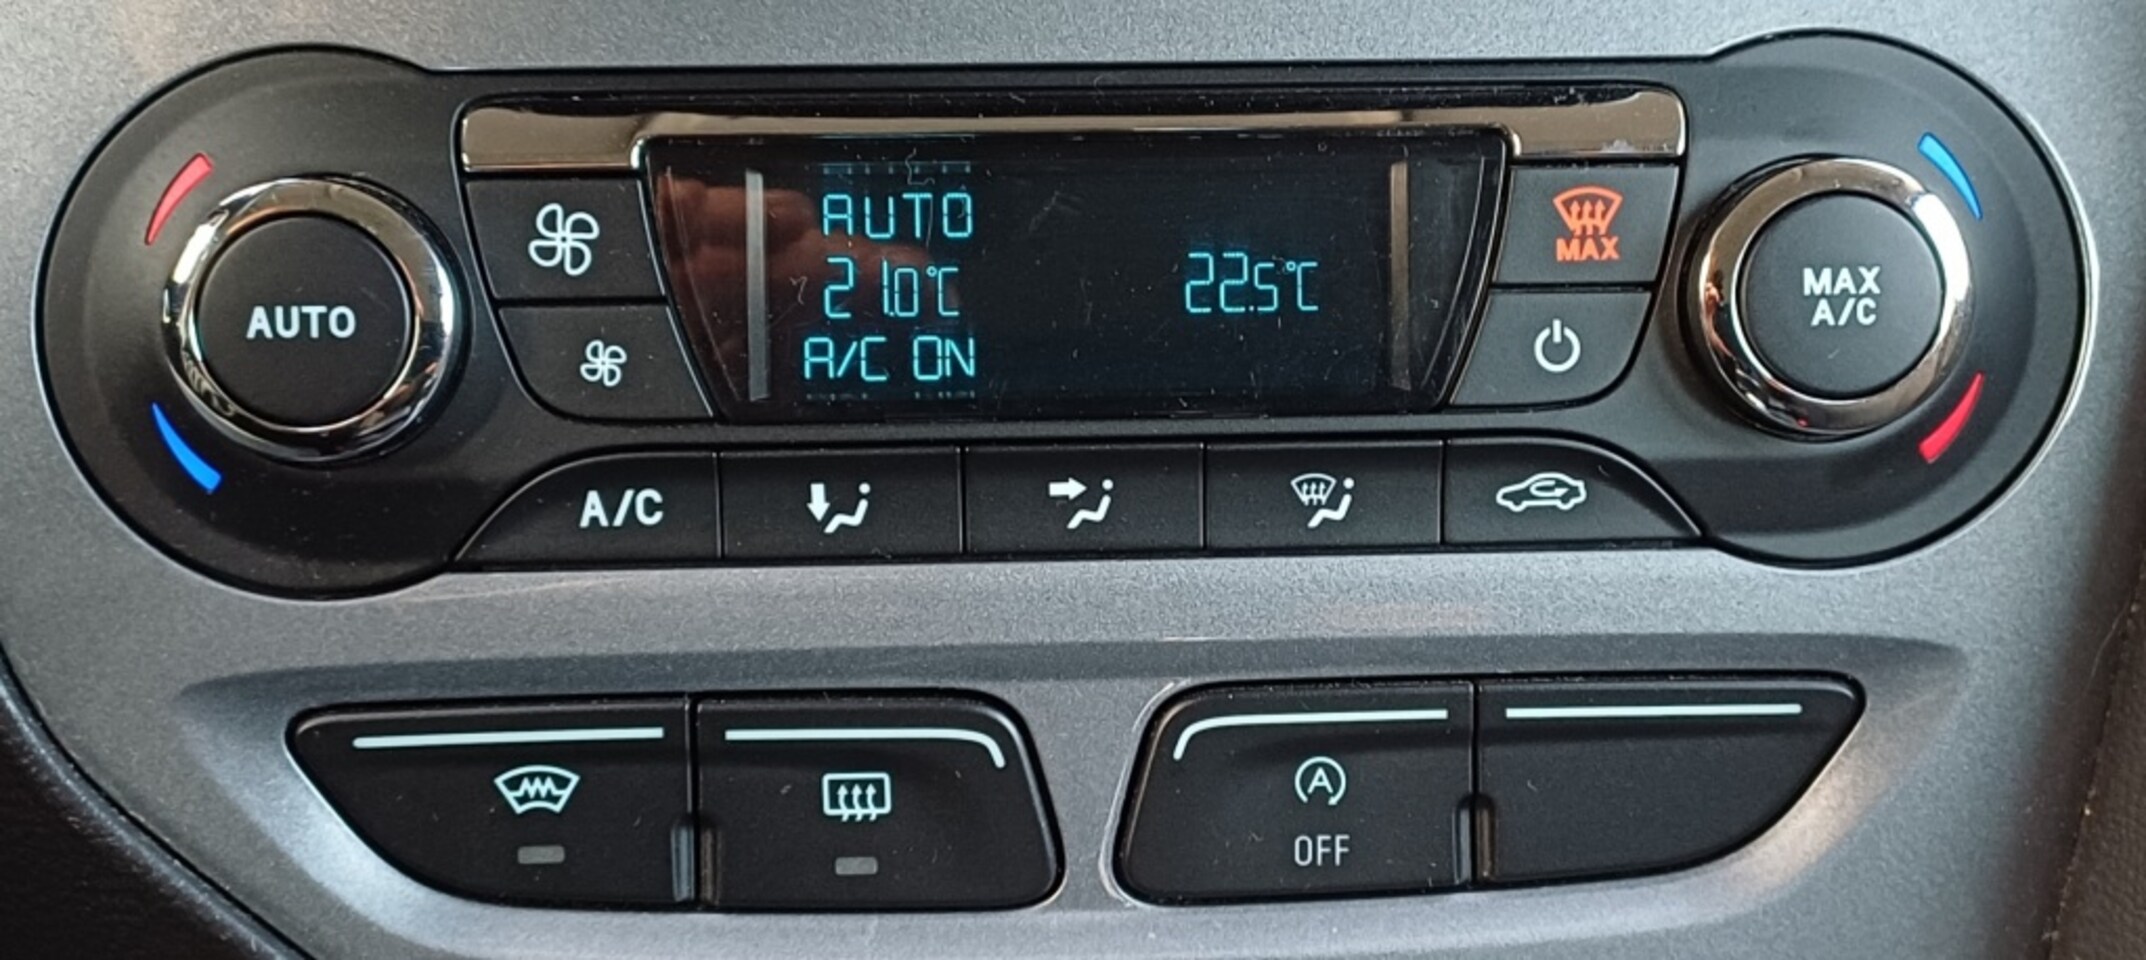 AUTO
AUTO
21.0°C
A/C ON
22.5°C
MAX
MAX
A/C
A/C
A
OFF